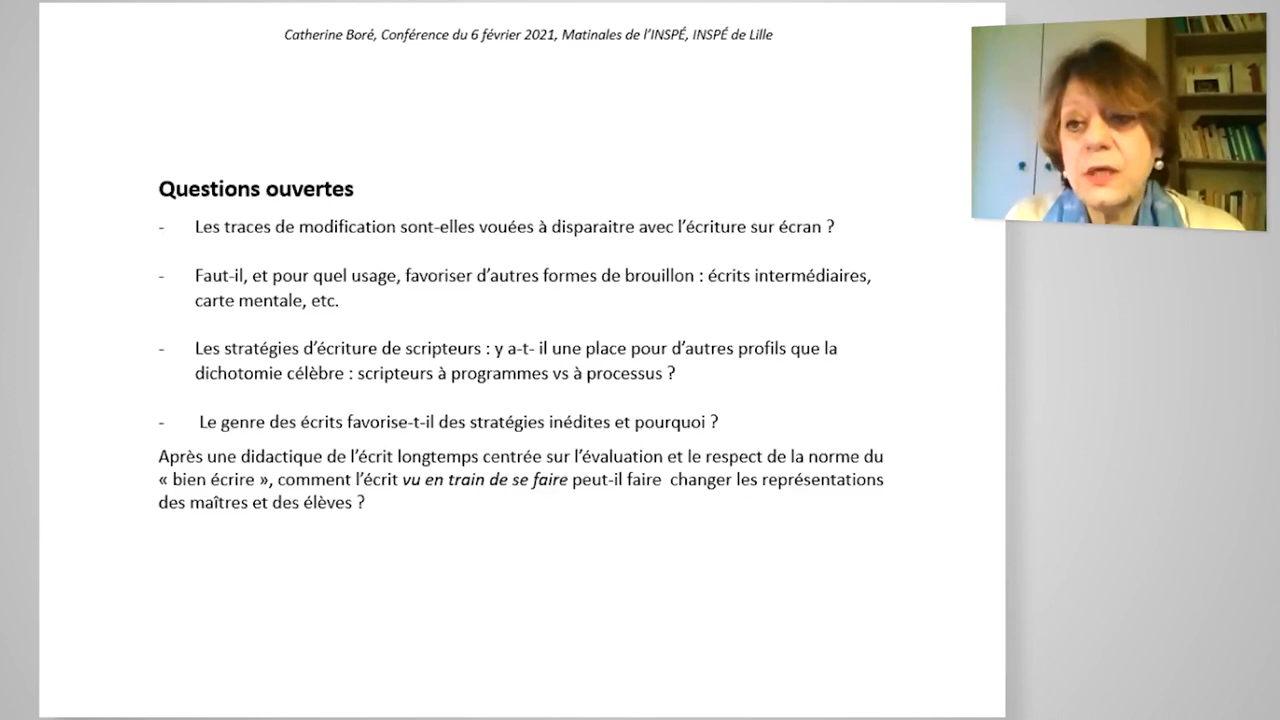 Catherine Boré, Conférence du 6 février 2021, Matinales de l'INSPÉ, INSPÉ de Lille
Questions ouvertes
- Les traces de modification sont-elles vouées à disparaitre avec l'écriture sur écran ?
- Faut-il, et pour quel usage, favoriser d'autres formes de brouillon : écrits intermédiaires,
carte mentale, etc.
- Les stratégies d'écriture de scripteurs : y a-t- il une place pour d'autres profils que la
dichotomie célèbre : scripteurs à programmes vs à processus ?
- Le genre des écrits favorise-t-il des stratégies inédites et pourquoi ?
Après une didactique de l'écrit longtemps centrée sur l'évaluation et le respect de la norme du
« bien écrire », comment l'écrit vu en train de se faire peut-il faire changer les représentations
des maîtres et des élèves ?